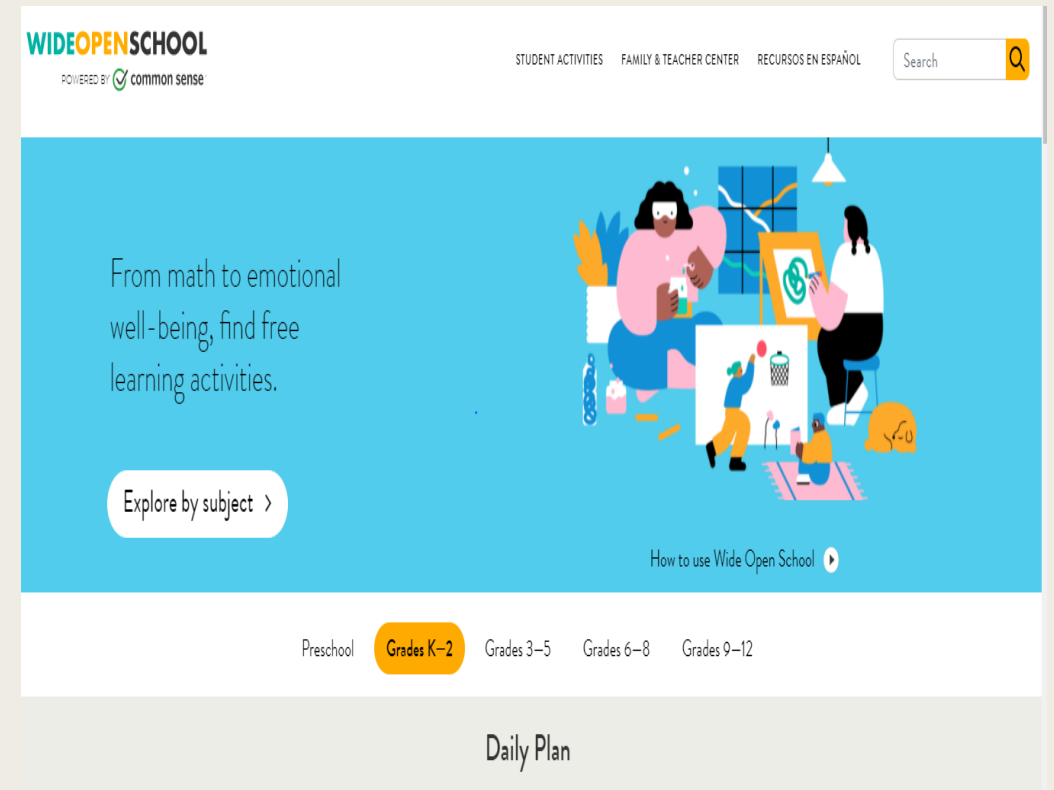 WIDEOPENSCHOOL
POWERED BY common sense
STUDENT ACTIVITIES FAMILY & TEACHER CENTER RECURSOS EN ESPAÑOL Search
From math to emotional
well-being, find free
learning activities.
Explore by subject >
How to use Wide Open School
Preschool Grades K–2 Grades 3–5 Grades 6–8 Grades 9–12
Daily Plan